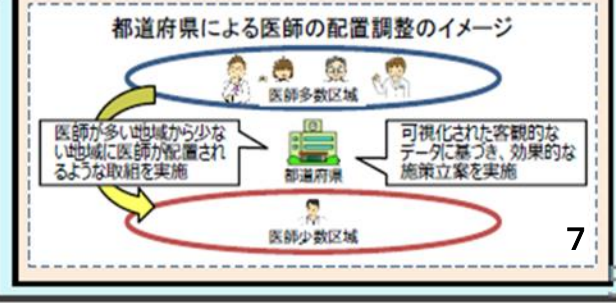 都道府県による医師の配置調整のイメージ
医師多数区域
医師が多い地域から少な
い地域に医師が配置され
るような取組を実施
可視化された客観的な
データに基づき、効果的な
施策立案を実施
都道府県
医師少数区域
7